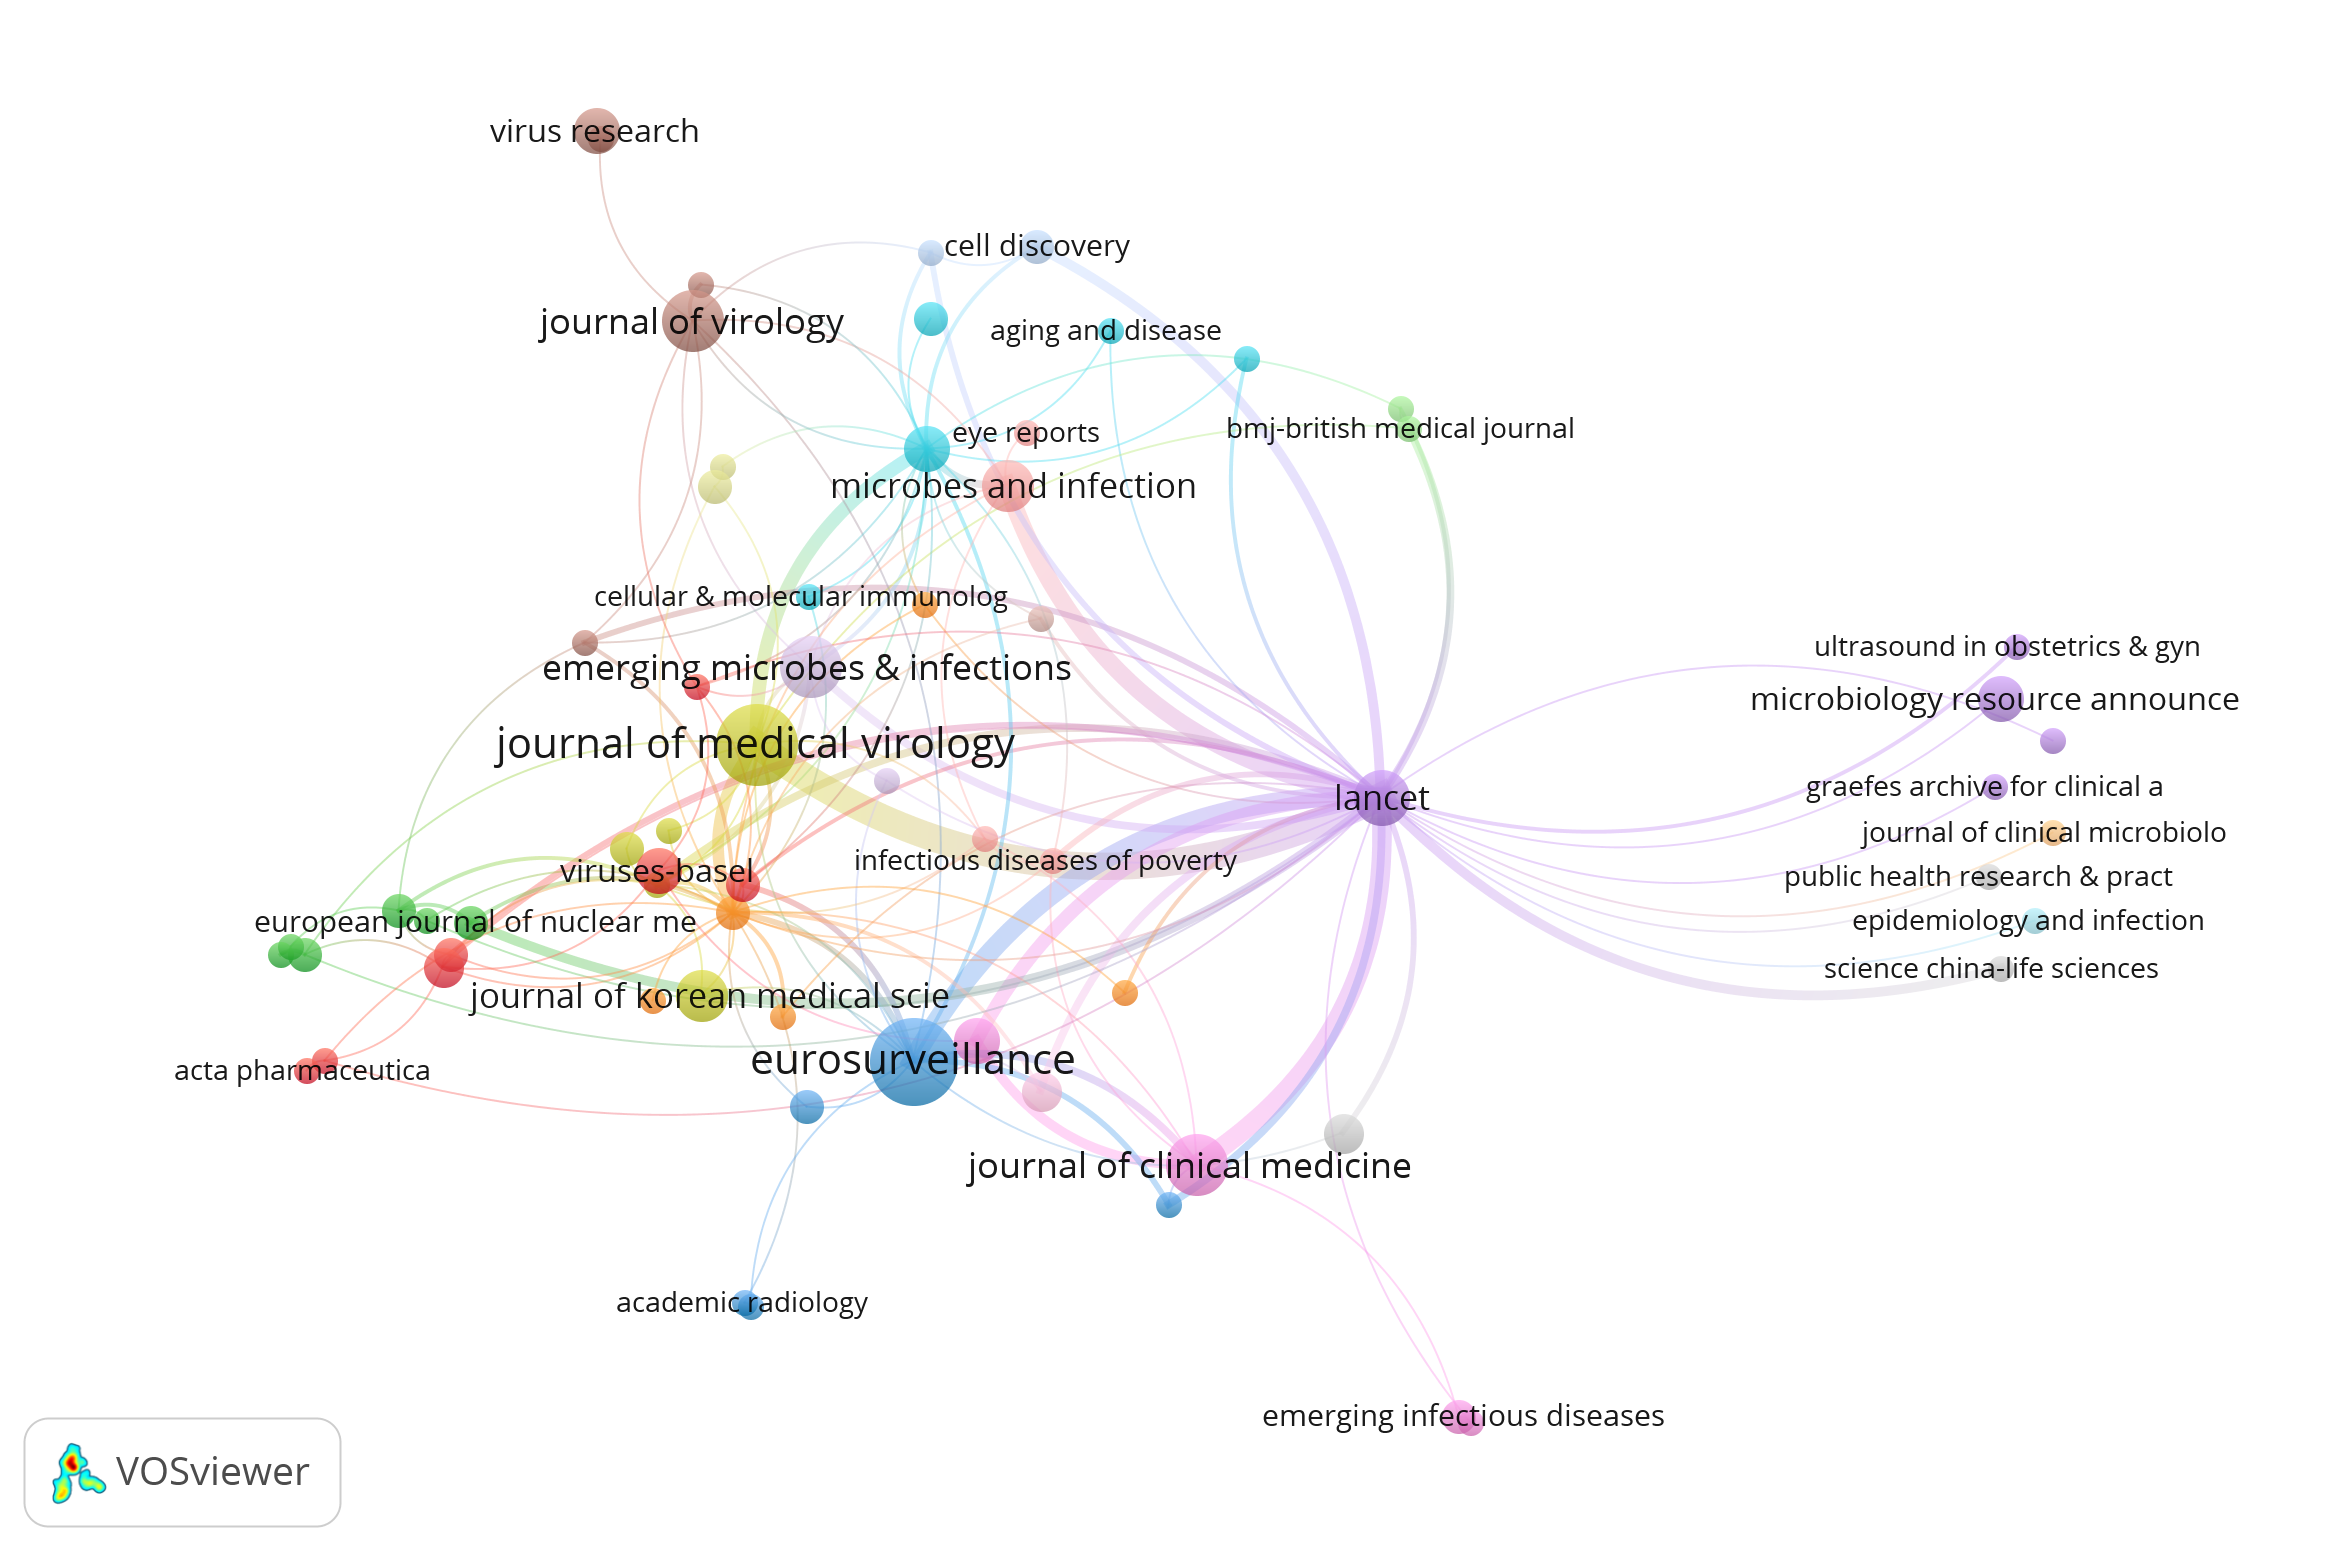 virus research
cell discovery
journal of virology
aging and disease
bmj-british medical journal
eye reports
microbes and infection
cellular & molecular immunolog
ultrasound in obstetrics & gyn
emerging microbes & infections
microbiology resource announce
journal of medical virology
graefes archive for clinical a
lancet
journal of clinical microbiolo
infectious diseases of poverty
viruses-basel
public health research & pract
european journal of nuclear me
epidemiology and infection
science china-life sciences
journal of korean medical scie
eurosurveillance
acta pharmaceutica
journal of clinical medicine
academic radiology
emerging infectious diseases
VOSviewer